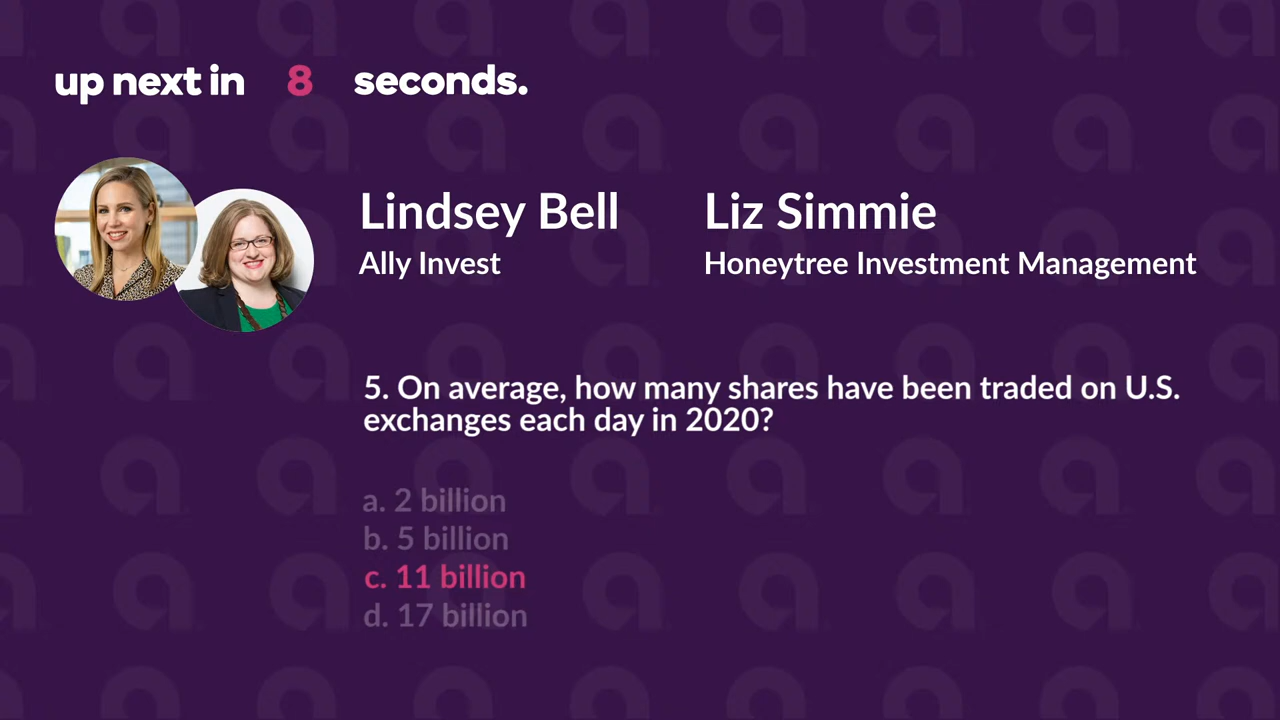 up next in 8 seconds.
Lindsey Bell
Ally Invest
Liz Simmie
Honeytree Investment Management
5. On average, how many shares have been traded on U.S.
exchanges each day in 2020?
a. 2 billion
b. 5 billion
c. 11 billion
d. 17 billion